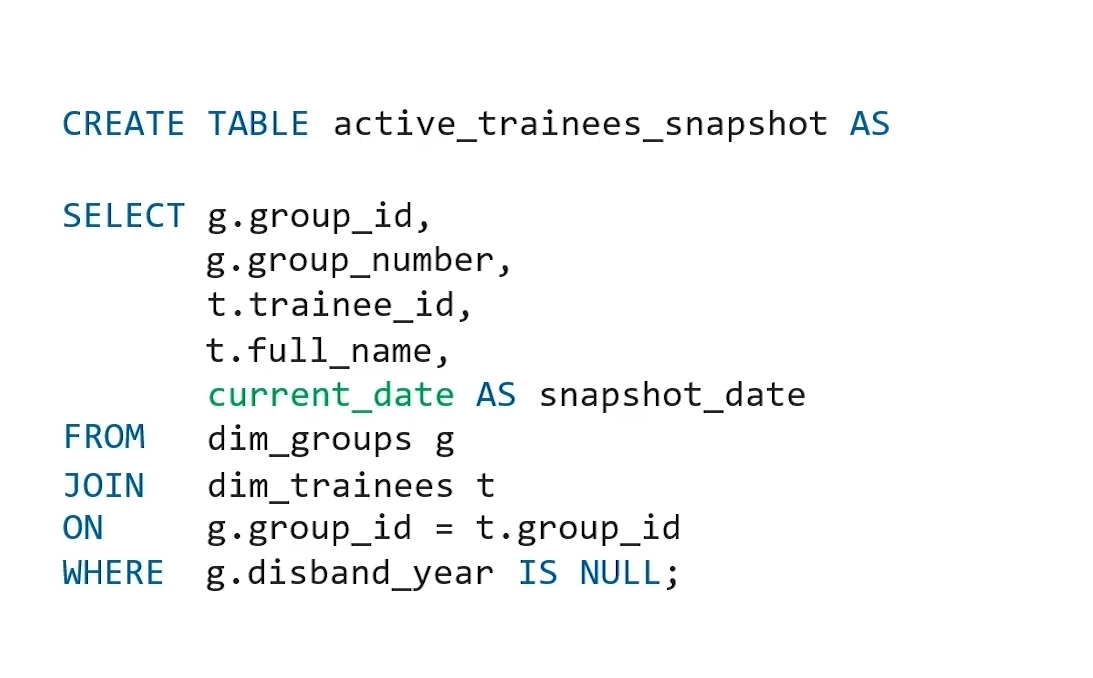 CREATE TABLE active_trainees_snapshot AS
SELECT g.group_id,
g.group_number,
t.trainee_id,
t.full_name,
current_date AS snapshot_date
FROM dim_groups g
JOIN dim_trainees t
ON g.group_id = t.group_id
WHERE g.disband_year IS NULL;